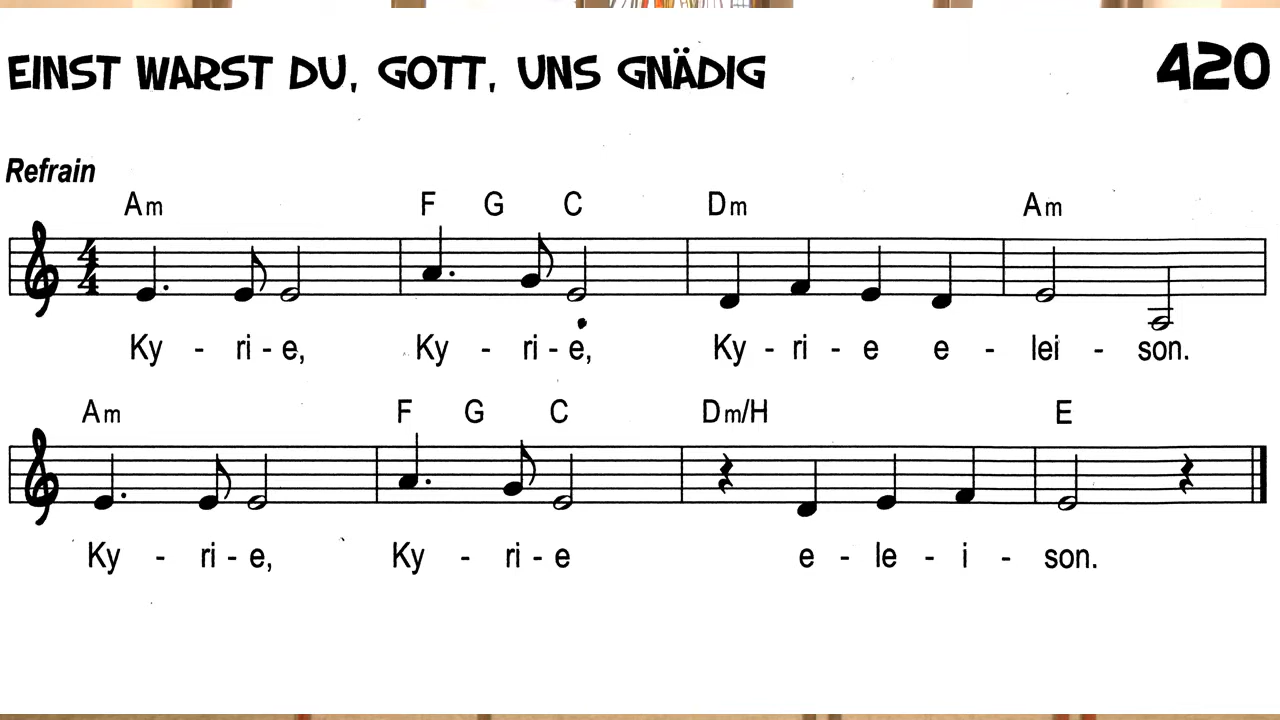 EINST WARST DU, GOTT, UNS GNÄDIG 420
Refrain
Am F G C Dm Am
4
4
Ky - ri - e, Ky - ri - e, Ky - ri - e e - lei - son.
Am F G C Dm/H E
Ky - ri - e, Ky - ri - e e - le - i - son.